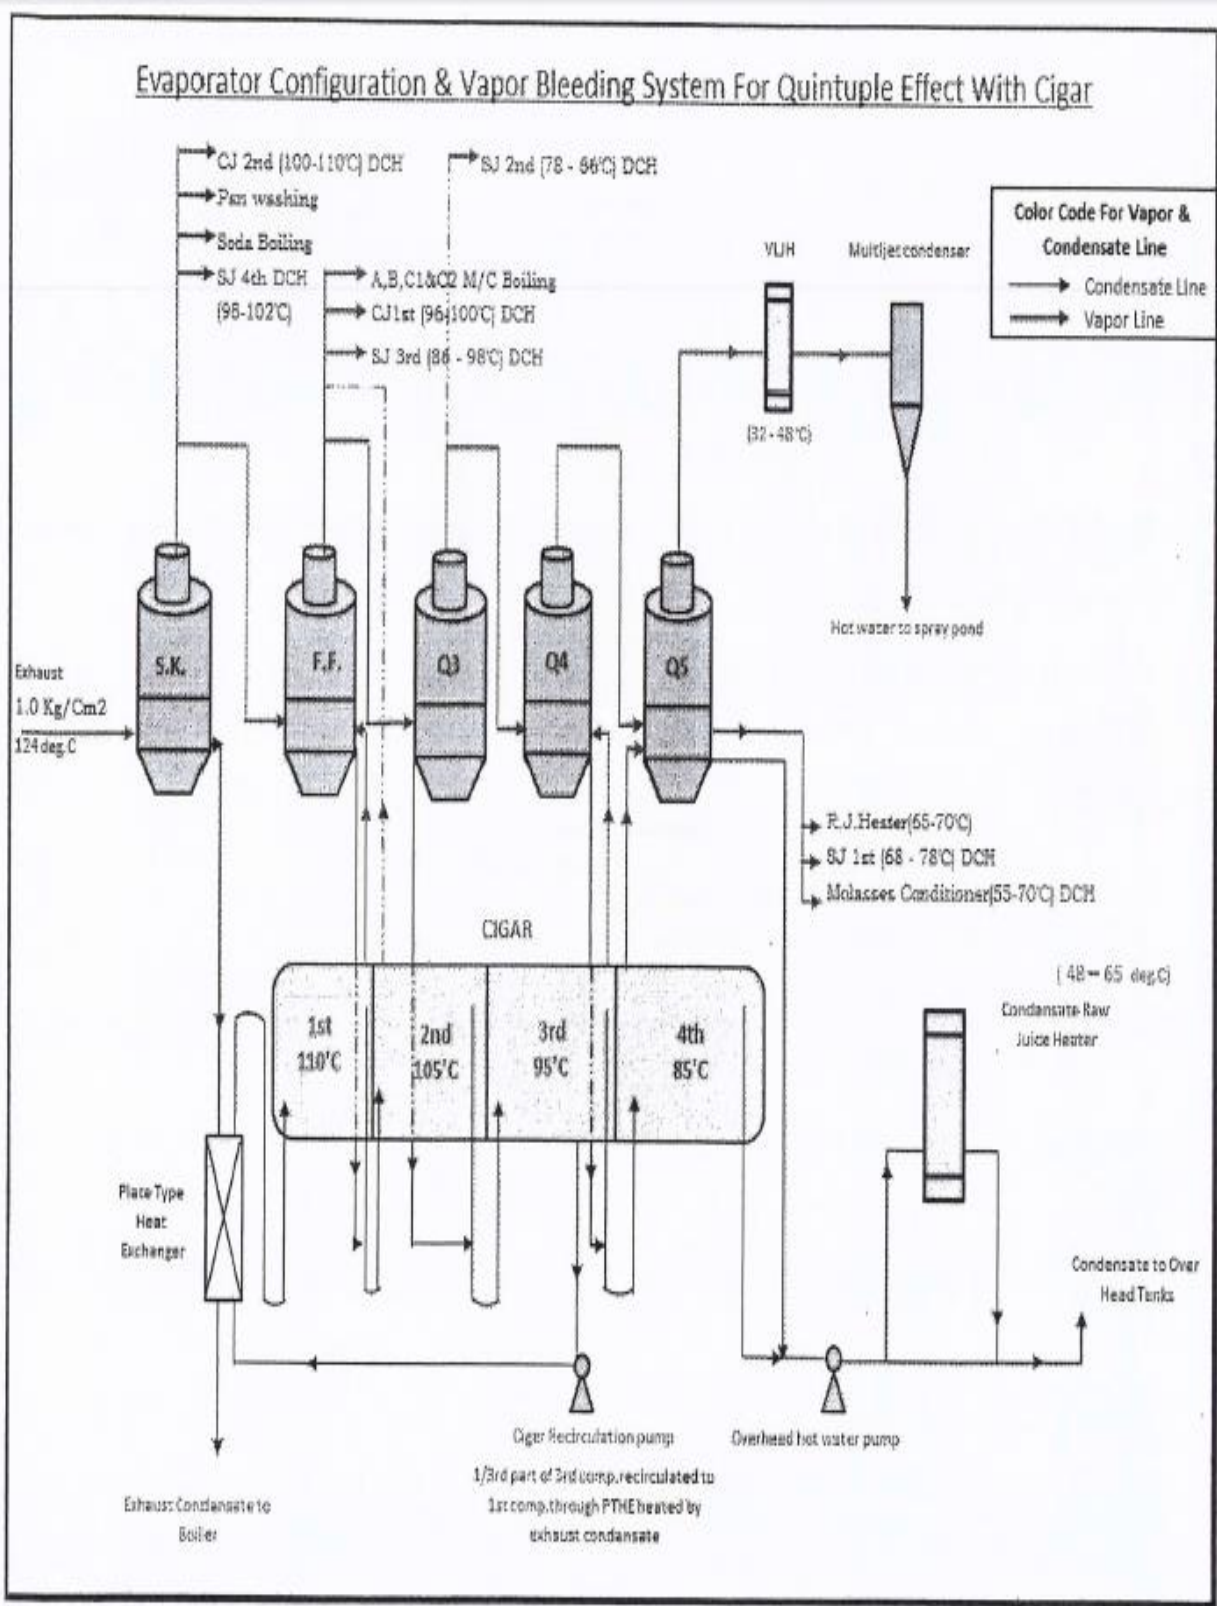 Evaporator Configuration & Vapor Bleeding System For Quintuple Effect With Cigar
CJ 2nd (100-110°C) DCH
Pan washing
Soda Boiling
SJ 4th DCH
(98-102°C)
SJ 2nd (78 - 86°C) DCH
A,B,C1&C2 M/C Boiling
CJ1st (96-100°C) DCH
SJ 3rd (86 - 98°C) DCH
VLJH
(32 - 48°C)
Multijet condenser
Color Code For Vapor &
Condensate Line
Condensate Line
Vapor Line
Hot water to spray pond
Exhaust
1.0 Kg/Cm2
124 deg.C
S.K.
F.F.
Q3
Q4
Q5
R.J.Heater(65-70°C)
SJ 1st (68 - 78°C) DCH
Molasses Conditioner(55-70°C) DCH
CIGAR
1st
110'C
2nd
105'C
3rd
95'C
4th
85'C
( 48 – 65 deg.C)
Condensate Raw
Juice Heater
Plate Type
Heat
Exchanger
Condensate to Over
Head Tanks
Cigar Recirculation pump
Overhead hot water pump
1/3rd part of 3rd comp.recirculated to
1st comp.through PTHE heated by
exhaust condensate
Exhaust Condensate to
Boiler